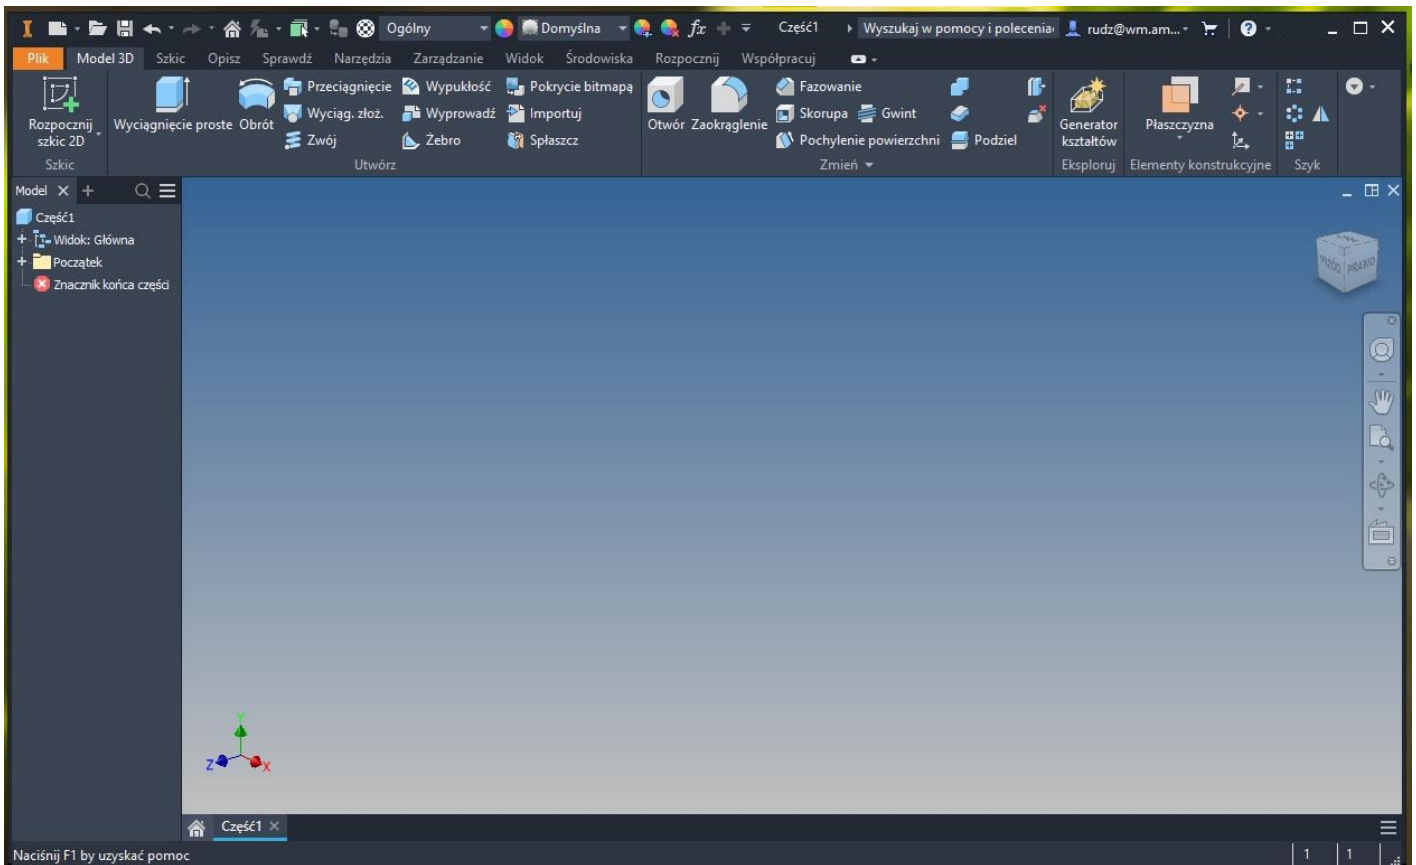 Ogólny Domyślna fx Część1 Wyszukaj w pomocy i polecenia rudz@wm.am...
Plik Model 3D Szkic Opisz Sprawdź Narzędzia Zarządzanie Widok Środowiska Rozpocznij Współpracuj
Rozpocznij
szkic 2D
Szkic
Wyciągnięcie proste
Obrót
Przeciągnięcie
Wypukłość
Pokrycie bitmapą
Wyciąg. złoż.
Wyprowadź
Importuj
Zwój
Żebro
Spłaszcz
Utwórz
Otwór
Zaokrąglenie
Fazowanie
Skorupa
Gwint
Pochylenie powierzchni
Podziel
Zmień
Generator
kształtów
Eksploruj
Płaszczyzna
Elementy konstrukcyjne
Szyk
Model
Część1
Widok: Główna
Początek
Znacznik końca części
PRZÓD PRAWO
Y
Z
X
Część1
Naciśnij F1 by uzyskać pomoc
1 1